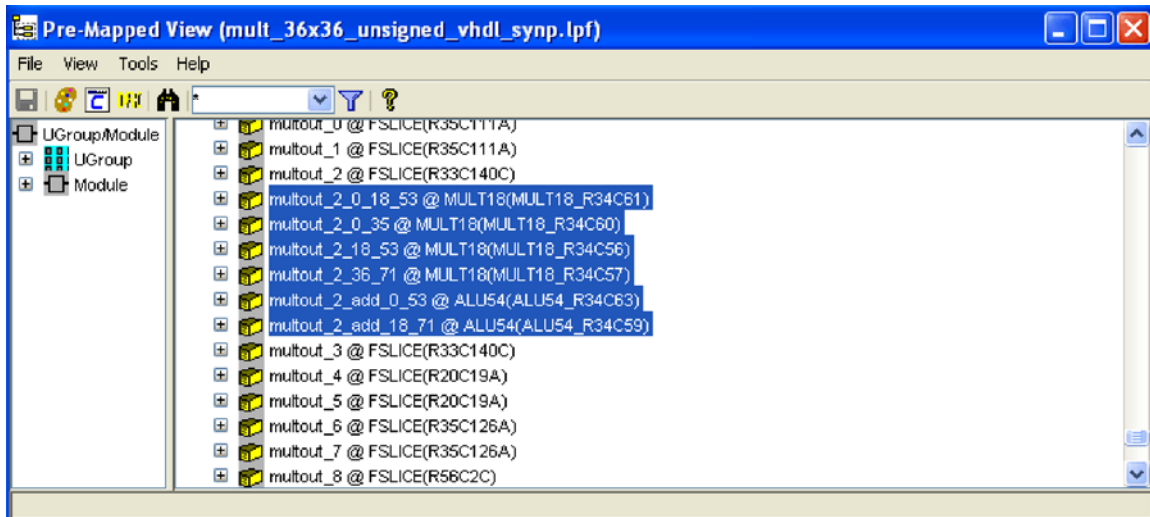 Pre-Mapped View (mult_36x36_unsigned_vhdl_synp.lpf)
File View Tools Help
*
UGroup/Module
UGroup
Module
multout_0 @ FSLICE(R35C111A)
multout_1 @ FSLICE(R35C111A)
multout_2 @ FSLICE(R33C140C)
multout_2_0_18_53 @ MULT18(MULT18_R34C61)
multout_2_0_35 @ MULT18(MULT18_R34C60)
multout_2_18_53 @ MULT18(MULT18_R34C56)
multout_2_36_71 @ MULT18(MULT18_R34C57)
multout_2_add_0_53 @ ALU54(ALU54_R34C63)
multout_2_add_18_71 @ ALU54(ALU54_R34C59)
multout_3 @ FSLICE(R33C140C)
multout_4 @ FSLICE(R20C19A)
multout_5 @ FSLICE(R20C19A)
multout_6 @ FSLICE(R35C126A)
multout_7 @ FSLICE(R35C126A)
multout_8 @ FSLICE(R56C2C)